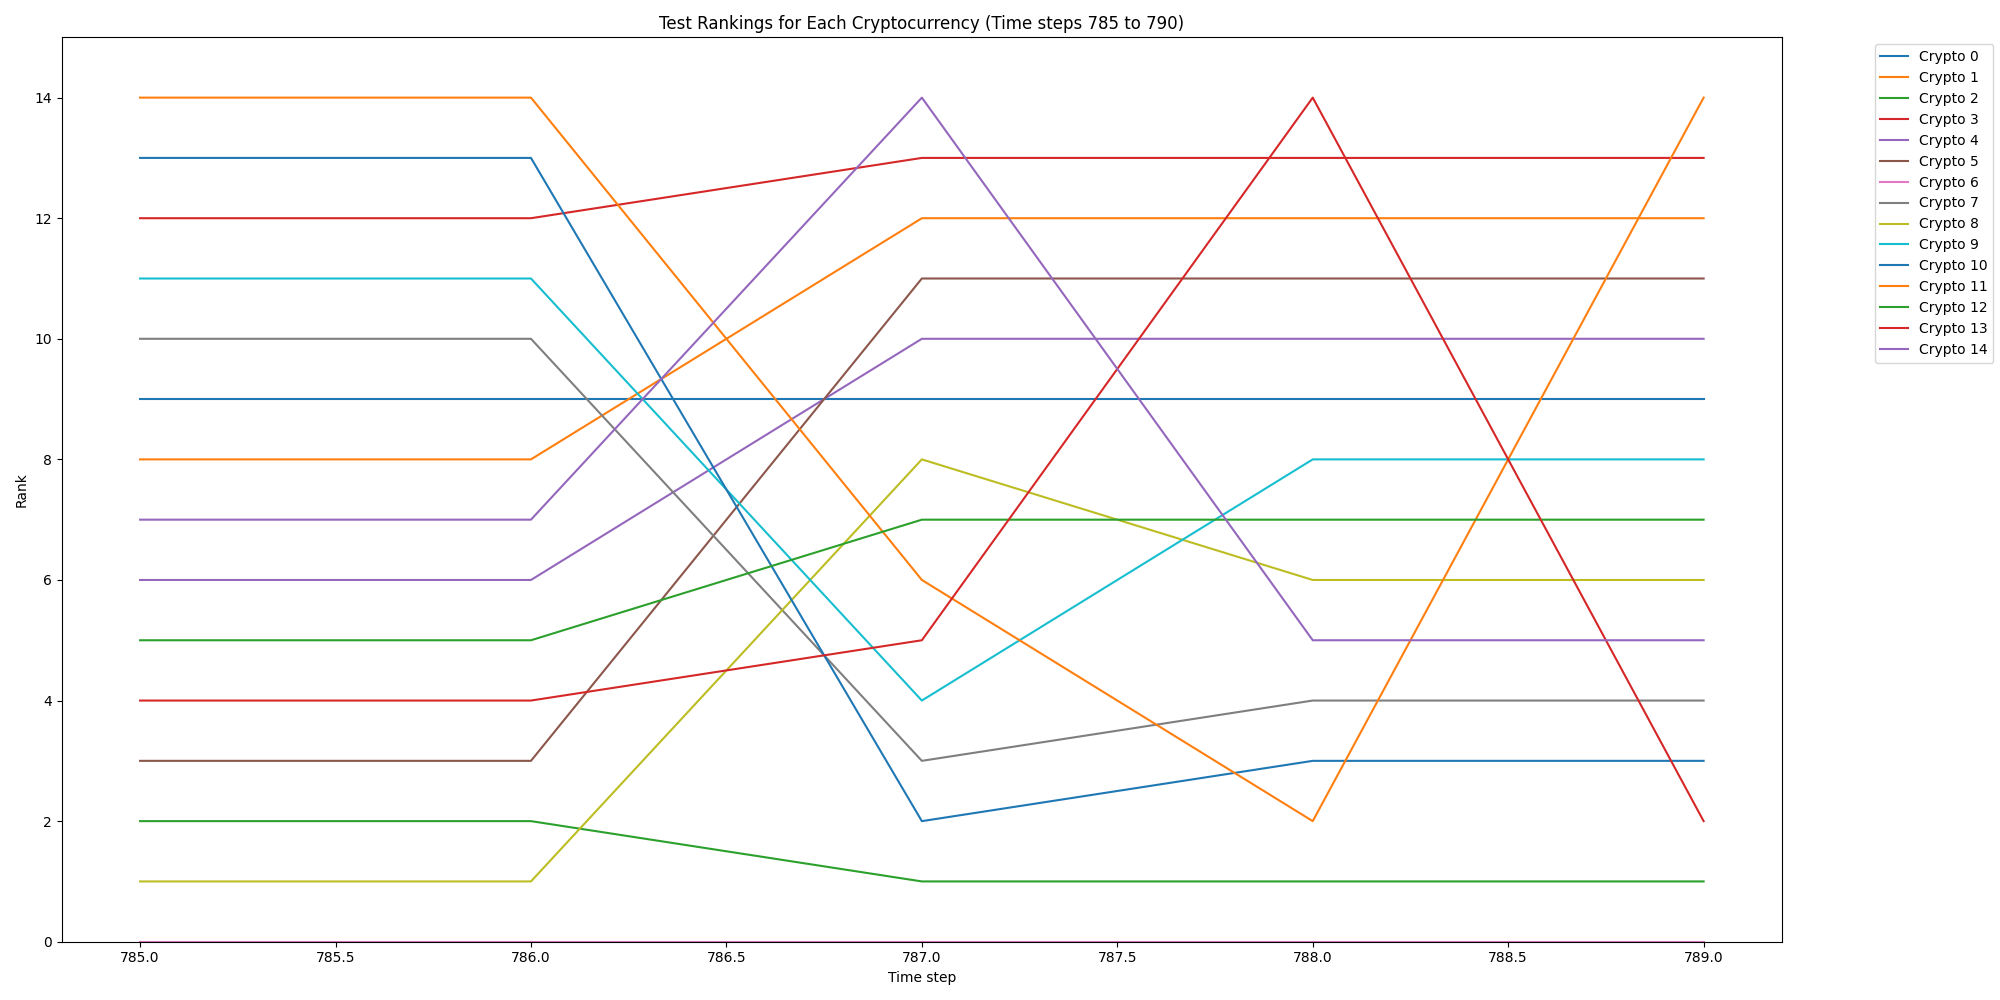 Test Rankings for Each Cryptocurrency (Time steps 785 to 790)
Rank
14
12
10
8
6
4
2
0
785.0 785.5 786.0 786.5 787.0 787.5 788.0 788.5 789.0
Time step
Crypto 0
Crypto 1
Crypto 2
Crypto 3
Crypto 4
Crypto 5
Crypto 6
Crypto 7
Crypto 8
Crypto 9
Crypto 10
Crypto 11
Crypto 12
Crypto 13
Crypto 14